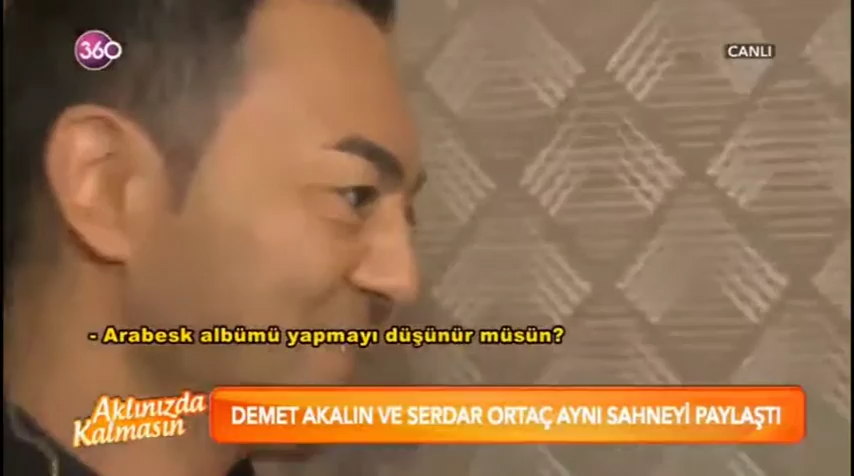 360
CANLI
- Arabesk albümü yapmayı düşünür müsün?
Aklınızda
Kalmasın
DEMET AKALIN VE SERDAR ORTAÇ AYNI SAHNEYİ PAYLAŞTI